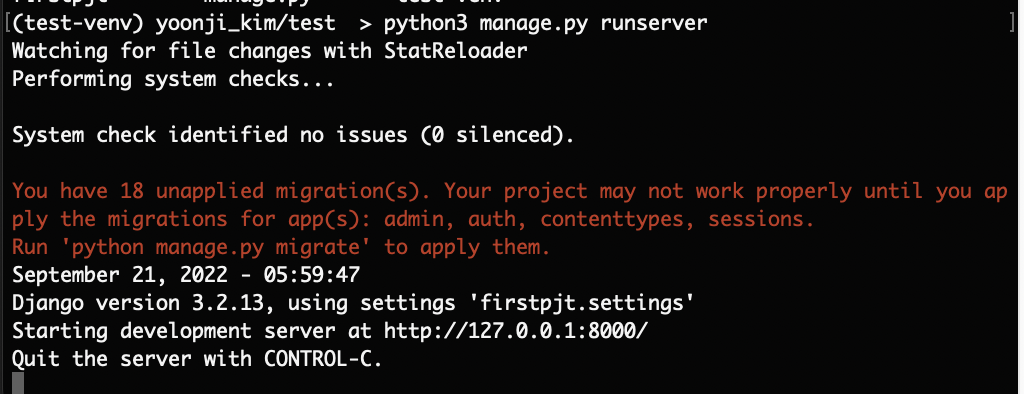 [(test-venv) yoonji_kim/test  > python3 manage.py runserver ]
Watching for file changes with StatReloader
Performing system checks...
System check identified no issues (0 silenced).
You have 18 unapplied migration(s). Your project may not work properly until you ap
ply the migrations for app(s): admin, auth, contenttypes, sessions.
Run 'python manage.py migrate' to apply them.
September 21, 2022 - 05:59:47
Django version 3.2.13, using settings 'firstpjt.settings'
Starting development server at http://127.0.0.1:8000/
Quit the server with CONTROL-C.